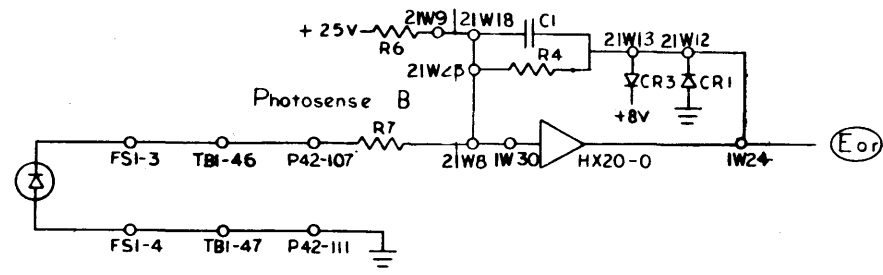 + 25V
R6
21W9
21W18
C1
R4
21W13
21W12
CR3
CR1
+8V
Photosense B
R7
FS1-3
TB1-46
P42-107
21W8
1W30
HX20-0
1W24
Eor
FS1-4
TB1-47
P42-111